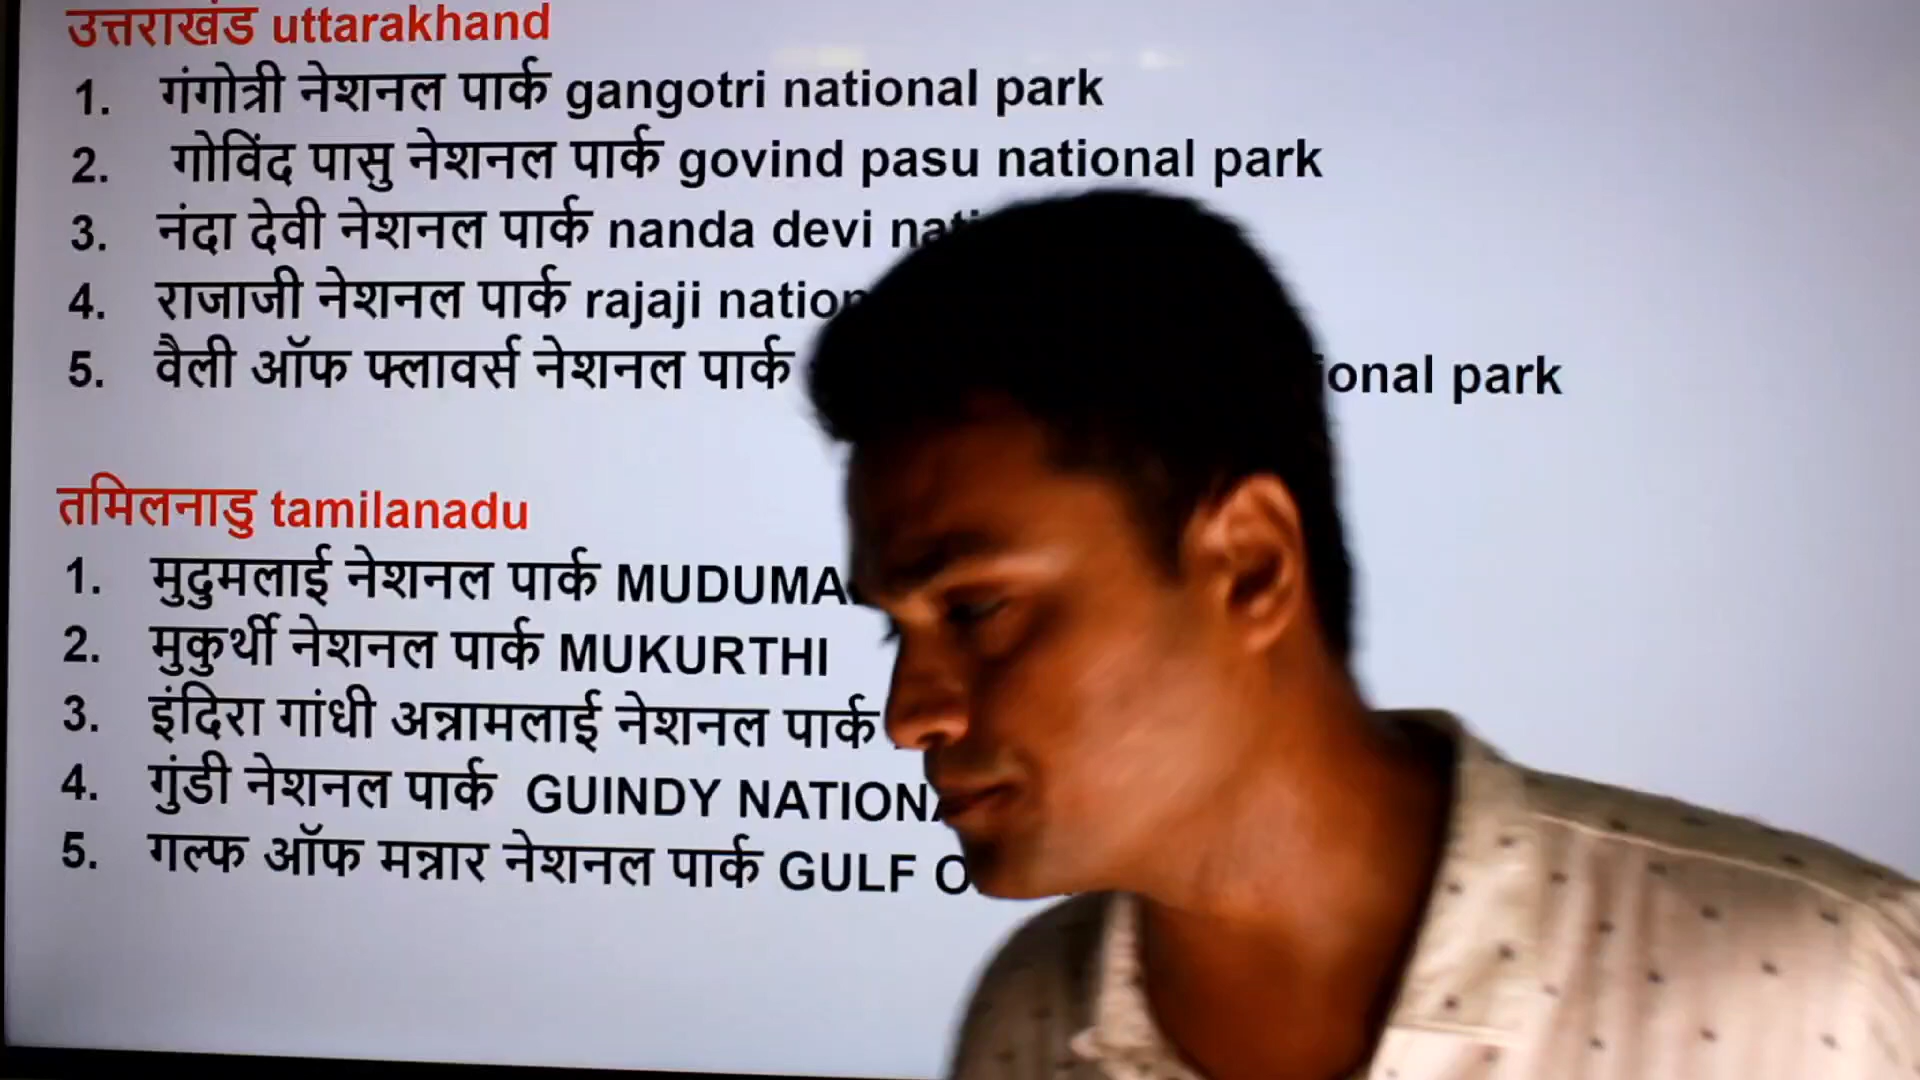 उत्तराखंड uttarakhand
1. गंगोत्री नेशनल पार्क gangotri national park
2. गोविंद पासु नेशनल पार्क govind pasu national park
3. नंदा देवी नेशनल पार्क nanda devi
4. राजाजी नेशनल पार्क rajaji
5. वैली ऑफ फ्लावर्स नेशनल पार्क park
तमिलनाडु tamilanadu
1. मुदुमलाई नेशनल पार्क
2. मुकुर्थी नेशनल पार्क MUKURTHI
3. इंदिरा गांधी अन्नामलाई नेशनल पार्क
4. गुंडी नेशनल पार्क GUINDY
5. गल्फ ऑफ मन्नार नेशनल पार्क GULF